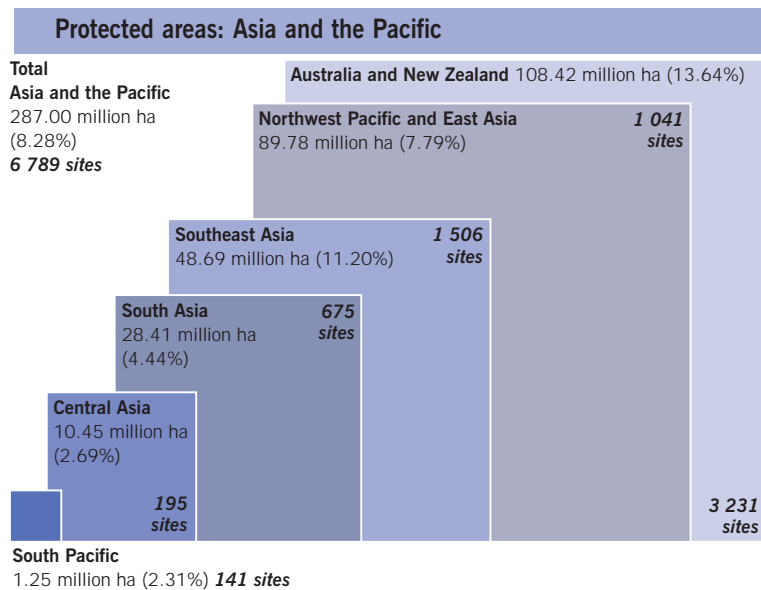 Protected areas: Asia and the Pacific
Total
Asia and the Pacific
287.00 million ha
(8.28%)
6 789 sites
Australia and New Zealand 108.42 million ha (13.64%)
3 231
sites
Northwest Pacific and East Asia
89.78 million ha (7.79%)
1 041
sites
Southeast Asia
48.69 million ha (11.20%)
1 506
sites
South Asia
28.41 million ha
(4.44%)
675
sites
Central Asia
10.45 million ha
(2.69%)
195
sites
South Pacific
1.25 million ha (2.31%) 141 sites